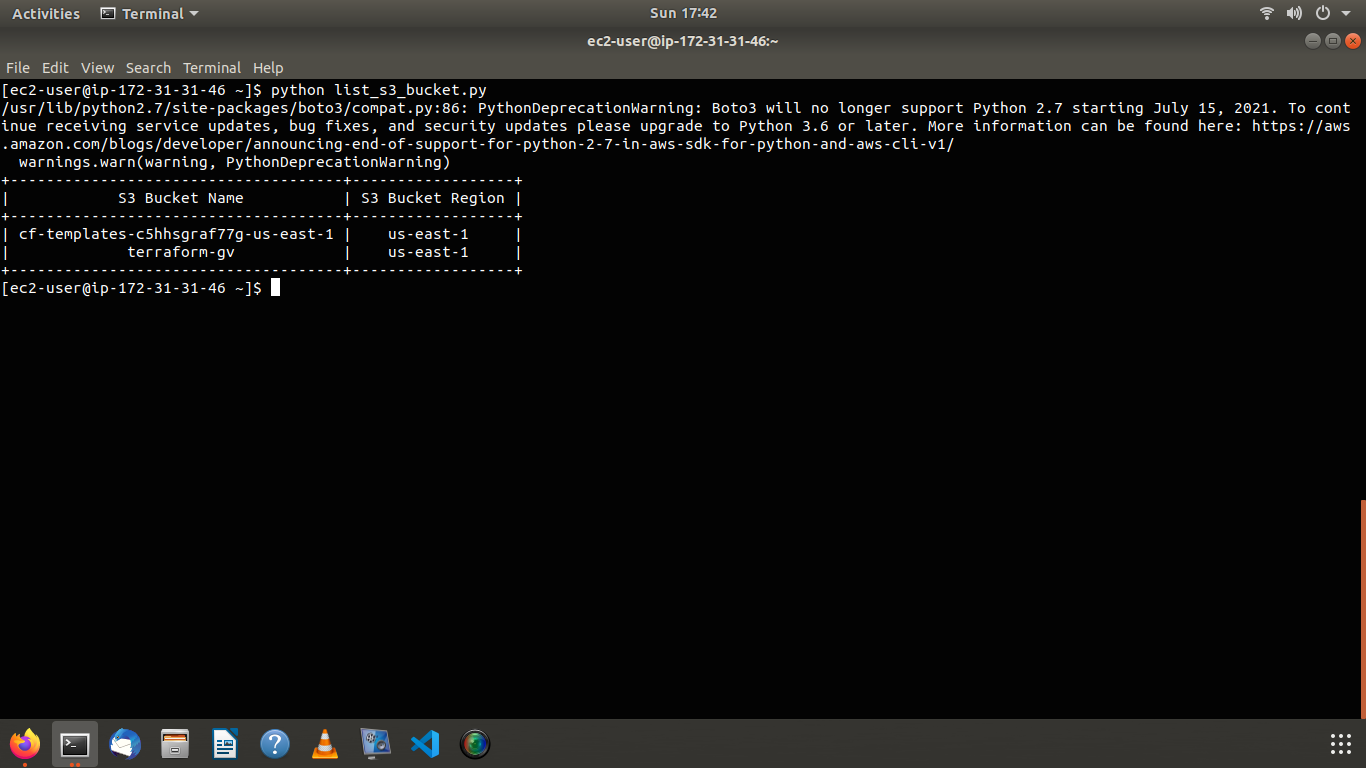 Activities Terminal Sun 17:42
ec2-user@ip-172-31-31-46:~
File Edit View Search Terminal Help
[ec2-user@ip-172-31-31-46 ~]$ python list_s3_bucket.py
/usr/lib/python2.7/site-packages/boto3/compat.py:86: PythonDeprecationWarning: Boto3 will no longer support Python 2.7 starting July 15, 2021. To cont
inue receiving service updates, bug fixes, and security updates please upgrade to Python 3.6 or later. More information can be found here: https://aws
.amazon.com/blogs/developer/announcing-end-of-support-for-python-2-7-in-aws-sdk-for-python-and-aws-cli-v1/
  warnings.warn(warning, PythonDeprecationWarning)
+-------------------------------------+------------------+
|            S3 Bucket Name           | S3 Bucket Region |
+-------------------------------------+------------------+
| cf-templates-c5hhsgraf77g-us-east-1 |    us-east-1     |
|             terraform-gv            |    us-east-1     |
+-------------------------------------+------------------+
[ec2-user@ip-172-31-31-46 ~]$